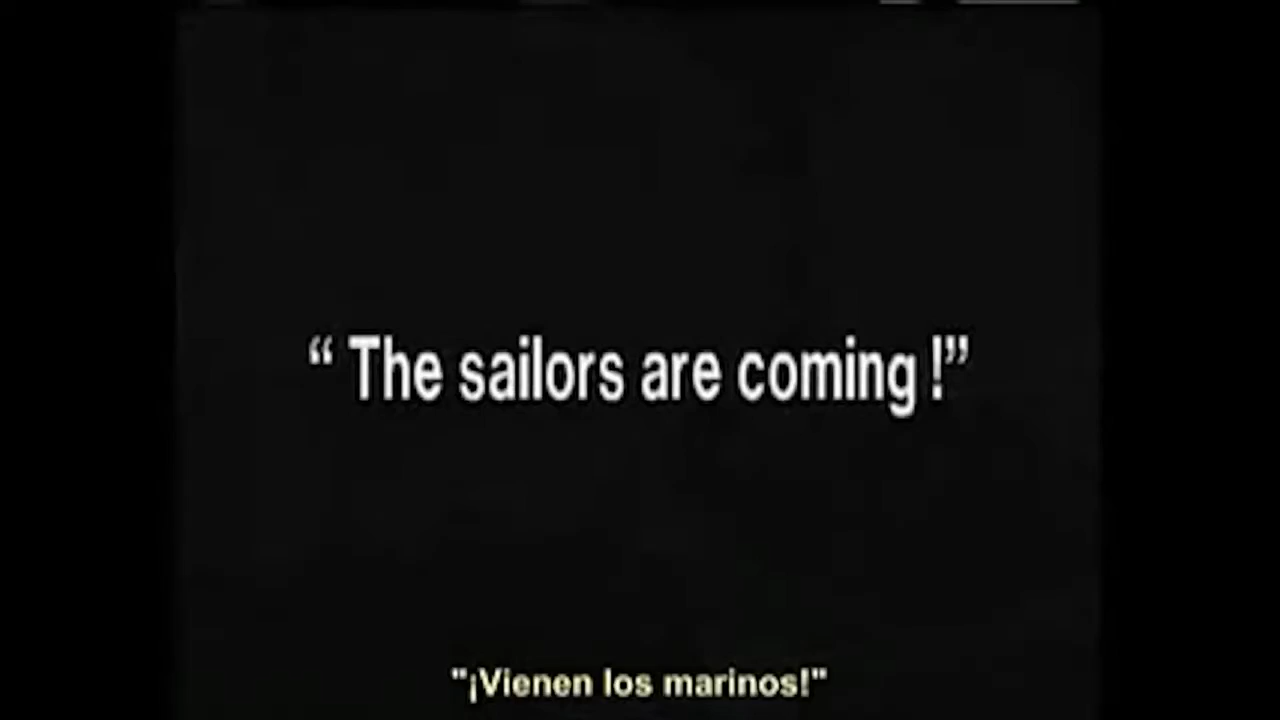 “ The sailors are coming !”
"¡Vienen los marinos!"